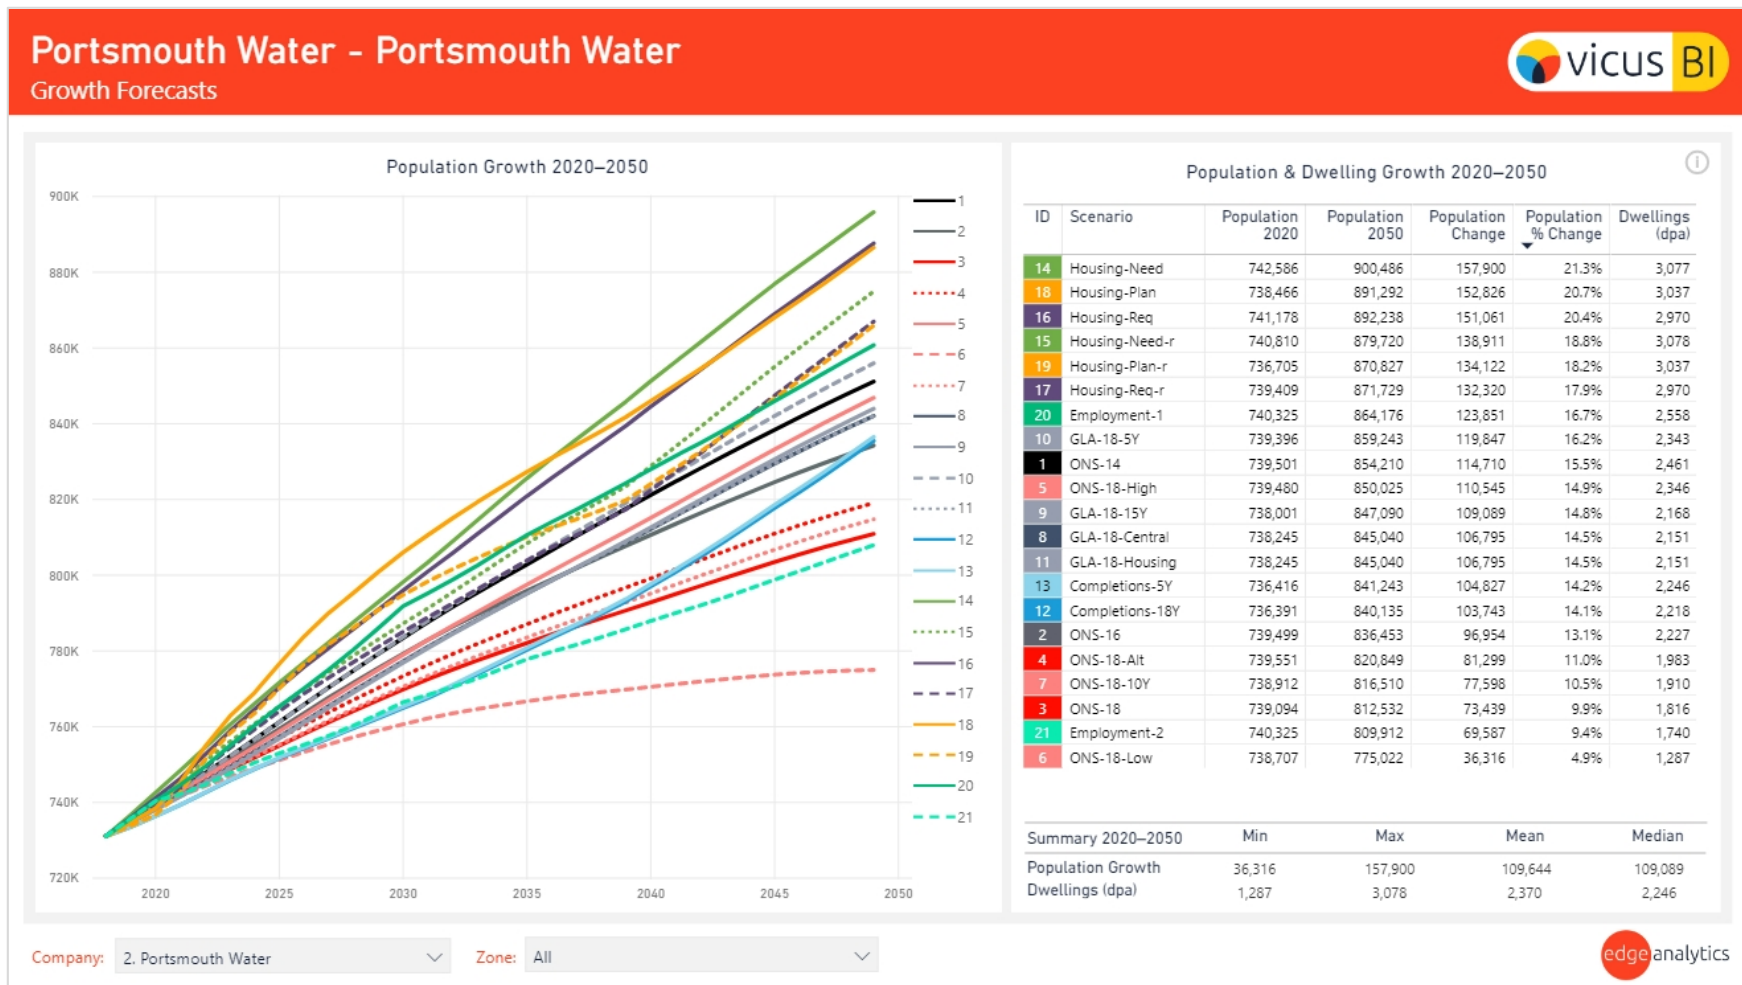 Portsmouth Water - Portsmouth Water
Growth Forecasts
vicus BI
Population Growth 2020–2050
900K
880K
860K
840K
820K
800K
780K
760K
740K
720K
2020 2025 2030 2035 2040 2045 2050
1
2
3
4
5
6
7
8
9
10
11
12
13
14
15
16
17
18
19
20
21
Population & Dwelling Growth 2020–2050
i
ID Scenario Population 2020 Population 2050 Population Change Population % Change Dwellings (dpa)
14 Housing-Need 742,586 900,486 157,900 21.3% 3,077
18 Housing-Plan 738,466 891,292 152,826 20.7% 3,037
16 Housing-Req 741,178 892,238 151,061 20.4% 2,970
15 Housing-Need-r 740,810 879,720 138,911 18.8% 3,078
19 Housing-Plan-r 736,705 870,827 134,122 18.2% 3,037
17 Housing-Req-r 739,409 871,729 132,320 17.9% 2,970
20 Employment-1 740,325 864,176 123,851 16.7% 2,558
10 GLA-18-5Y 739,396 859,243 119,847 16.2% 2,343
1 ONS-14 739,501 854,210 114,710 15.5% 2,461
5 ONS-18-High 739,480 850,025 110,545 14.9% 2,346
9 GLA-18-15Y 738,001 847,090 109,089 14.8% 2,168
8 GLA-18-Central 738,245 845,040 106,795 14.5% 2,151
11 GLA-18-Housing 738,245 845,040 106,795 14.5% 2,151
13 Completions-5Y 736,416 841,243 104,827 14.2% 2,246
12 Completions-18Y 736,391 840,135 103,743 14.1% 2,218
2 ONS-16 739,499 836,453 96,954 13.1% 2,227
4 ONS-18-Alt 739,551 820,849 81,299 11.0% 1,983
7 ONS-18-10Y 738,912 816,510 77,598 10.5% 1,910
3 ONS-18 739,094 812,532 73,439 9.9% 1,816
21 Employment-2 740,325 809,912 69,587 9.4% 1,740
6 ONS-18-Low 738,707 775,022 36,316 4.9% 1,287
Summary 2020–2050 Min Max Mean Median
Population Growth 36,316 157,900 109,644 109,089
Dwellings (dpa) 1,287 3,078 2,370 2,246
Company: 2. Portsmouth Water Zone: All
edge analytics